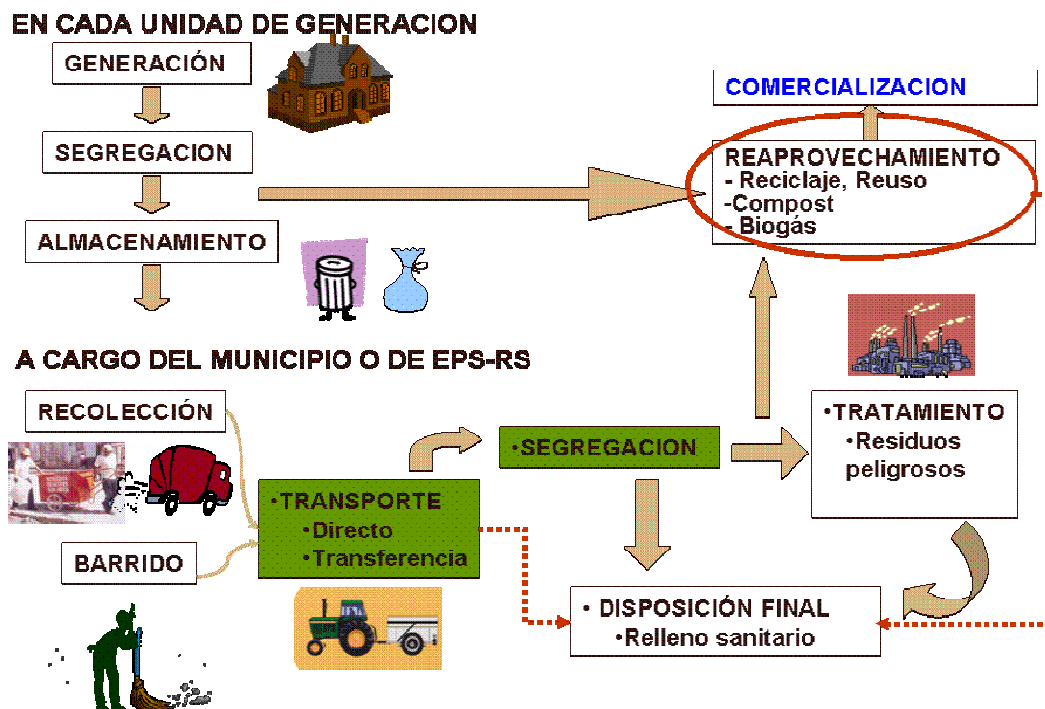 EN CADA UNIDAD DE GENERACION
GENERACIÓN
SEGREGACION
ALMACENAMIENTO
COMERCIALIZACION
REAPROVECHAMIENTO
- Reciclaje, Reuso
-Compost
- Biogás
A CARGO DEL MUNICIPIO O DE EPS-RS
RECOLECCIÓN
BARRIDO
•TRANSPORTE
•Directo
•Transferencia
•SEGREGACION
•TRATAMIENTO
•Residuos
peligrosos
• DISPOSICIÓN FINAL
•Relleno sanitario